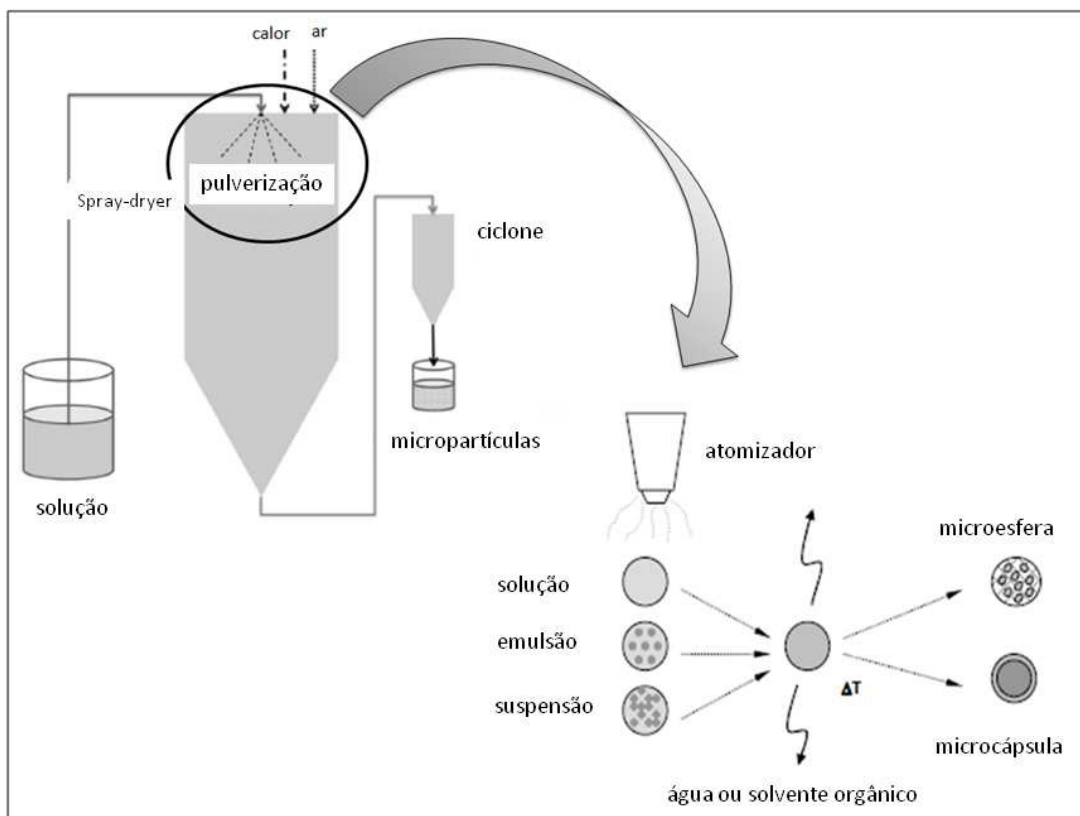 calor
ar
pulverização
Spray-dryer
ciclone
micropartículas
solução
atomizador
microesfera
solução
emulsão
suspensão
ΔT
microcápsula
água ou solvente orgânico